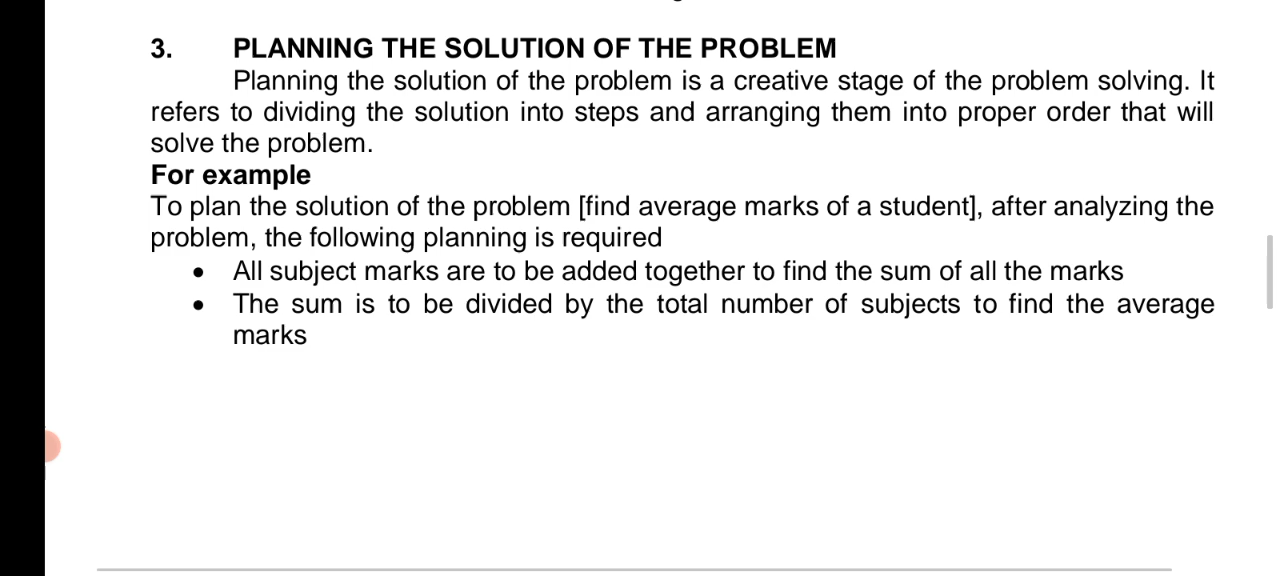 3. PLANNING THE SOLUTION OF THE PROBLEM
Planning the solution of the problem is a creative stage of the problem solving. It
refers to dividing the solution into steps and arranging them into proper order that will
solve the problem.
For example
To plan the solution of the problem [find average marks of a student], after analyzing the
problem, the following planning is required
• All subject marks are to be added together to find the sum of all the marks
• The sum is to be divided by the total number of subjects to find the average
marks